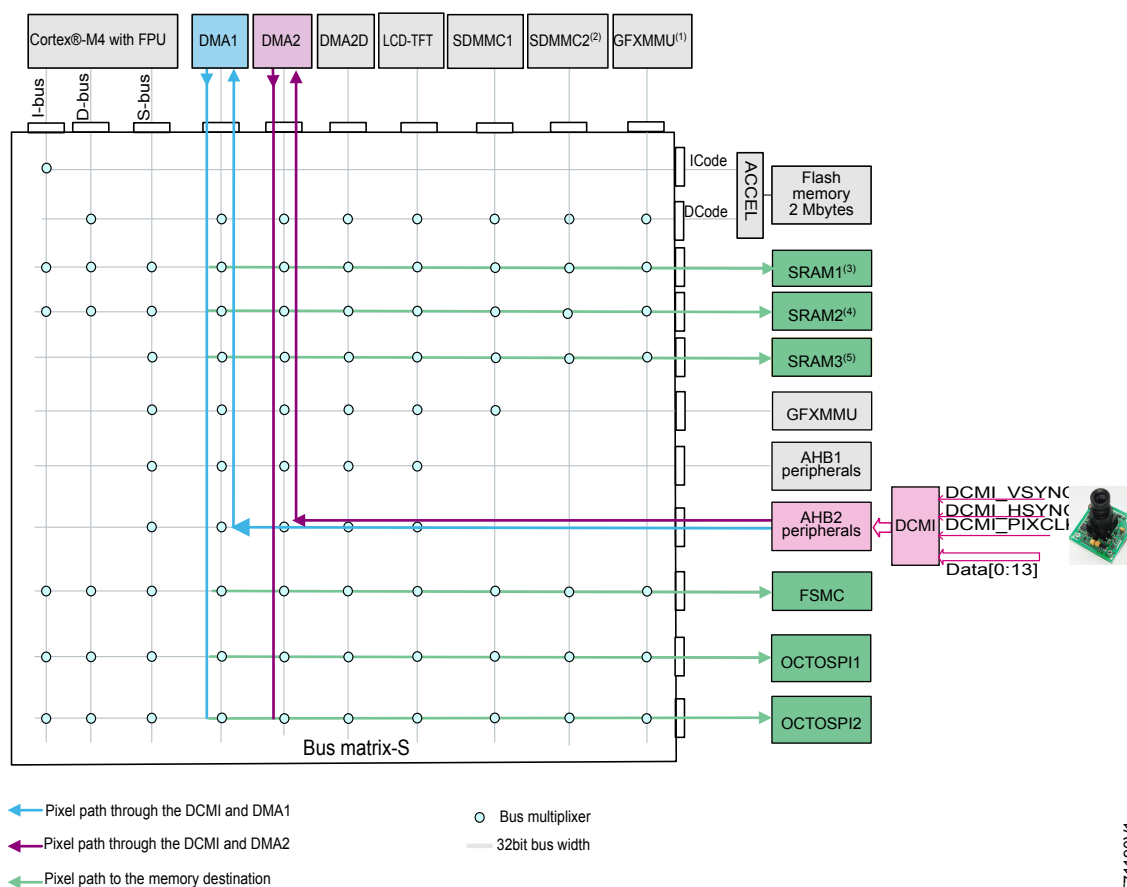 Cortex®-M4 with FPU
DMA1
DMA2
DMA2D
LCD-TFT
SDMMC1
SDMMC2(2)
GFXMMU(1)
I-bus
D-bus
S-bus
ICode
DCode
ACCEL
Flash
memory
2 Mbytes
SRAM1(3)
SRAM2(4)
SRAM3(5)
GFXMMU
AHB1
peripherals
AHB2
peripherals
DCMI
DCMI_VSYNC
DCMI_HSYNC
DCMI_PIXCLK
Data[0:13]
FSMC
OCTOSPI1
OCTOSPI2
Bus matrix-S
Pixel path through the DCMI and DMA1
Pixel path through the DCMI and DMA2
Pixel path to the memory destination
Bus multiplixer
32bit bus width